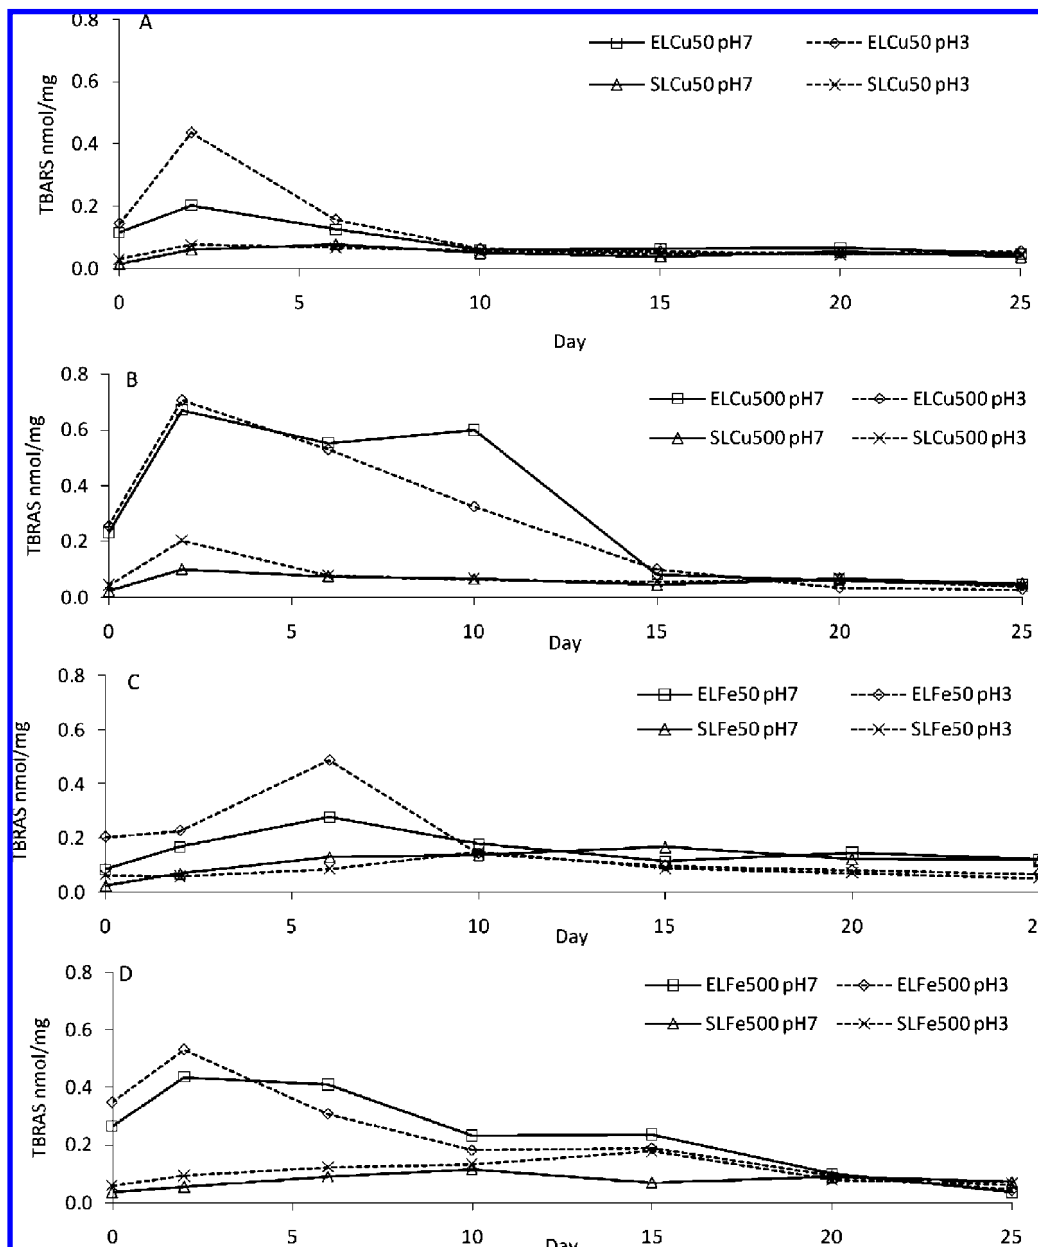 0.8
A
ELCu50 pH7 ELCu50 pH3
0.6
SLCu50 pH7 SLCu50 pH3
TBARS nmol/mg
0.4
0.2
0.0
0 5 10 15 20 25
Day
0.8
B
ELCu500 pH7 ELCu500 pH3
0.6
SLCu500 pH7 SLCu500 pH3
TBRAS nmol/mg
0.4
0.2
0.0
0 5 10 15 20 25
Day
0.8
C
ELFe50 pH7 ELFe50 pH3
0.6
SLFe50 pH7 SLFe50 pH3
TBRAS nmol/mg
0.4
0.2
0.0
0 5 10 15 20 2
Day
0.8
D
ELFe500 pH7 ELFe500 pH3
0.6
SLFe500 pH7 SLFe500 pH3
TBRAS nmol/mg
0.4
0.2
0.0
0 5 10 15 20 25
Day